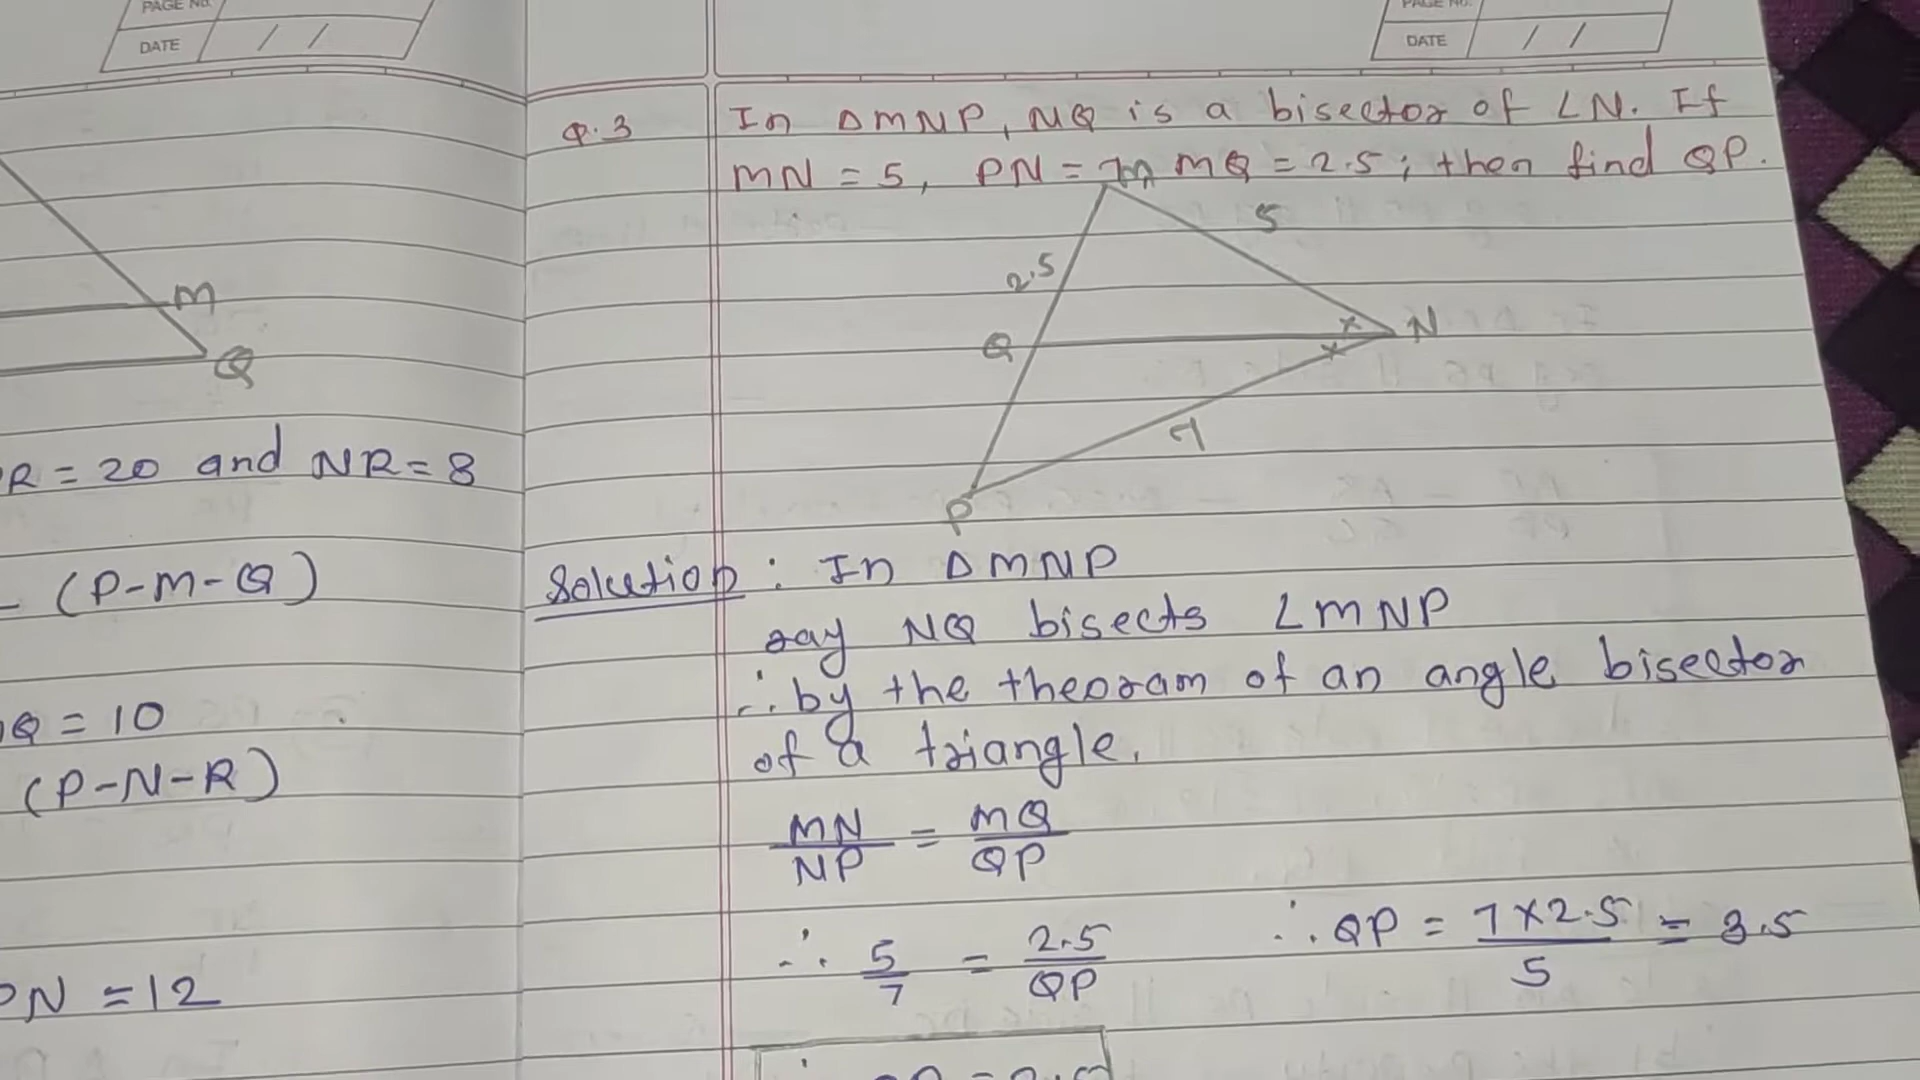 PAGE No.
DATE / /
M
Q
R = 20 and NR = 8
- (P-M-Q)
Q = 10
(P-N-R)
N = 12
PAGE No.
DATE / /
Q.3 In ΔMNP, NQ is a bisector of ∠N. If
MN = 5, PN = 7 MQ = 2.5; then find QP.
5
2.5
Q
x
x
N
7
P
Solution: In ΔMNP
ray NQ bisects ∠MNP
∴ by the theoram of an angle bisector
of a triangle.
MN/NP = MQ/QP
∴ 5/7 = 2.5/QP ∴ QP = 7×2.5/5 = 3.5